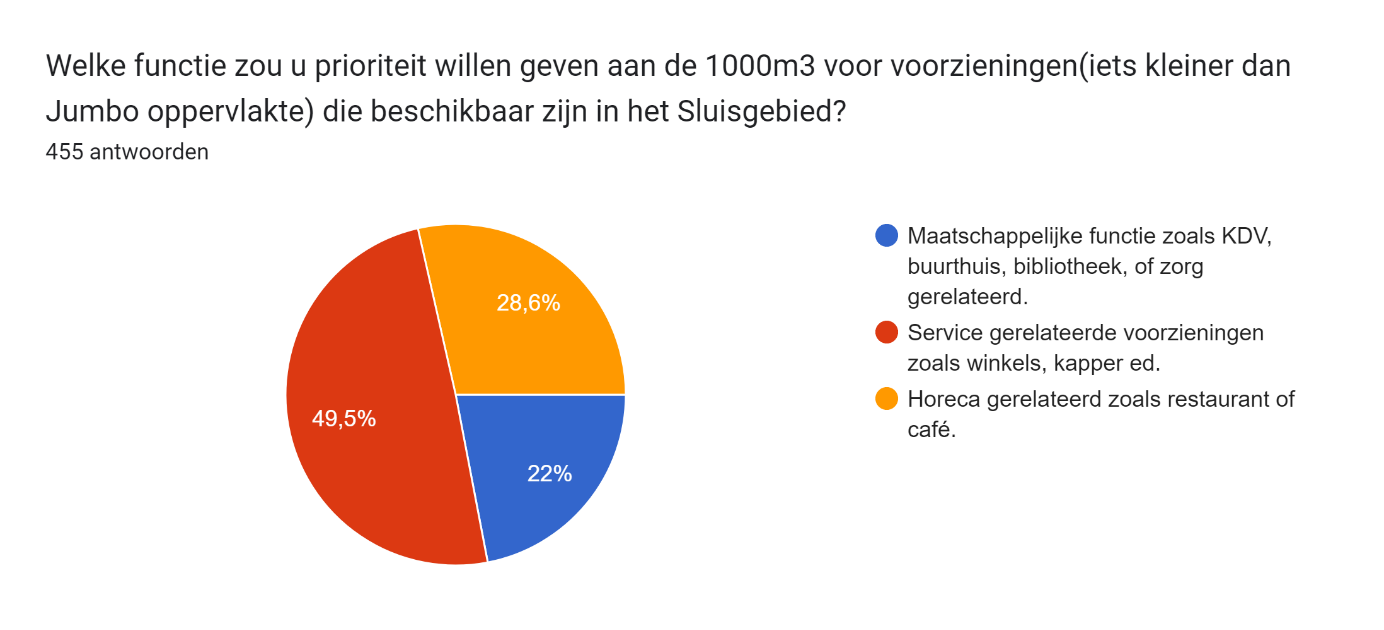 Welke functie zou u prioriteit willen geven aan de 1000m3 voor voorzieningen(iets kleiner dan
Jumbo oppervlakte) die beschikbaar zijn in het Sluisgebied?
455 antwoorden
28,6%
49,5%
22%
Maatschappelijke functie zoals KDV,
buurthuis, bibliotheek, of zorg
gerelateerd.
Service gerelateerde voorzieningen
zoals winkels, kapper ed.
Horeca gerelateerd zoals restaurant of
café.